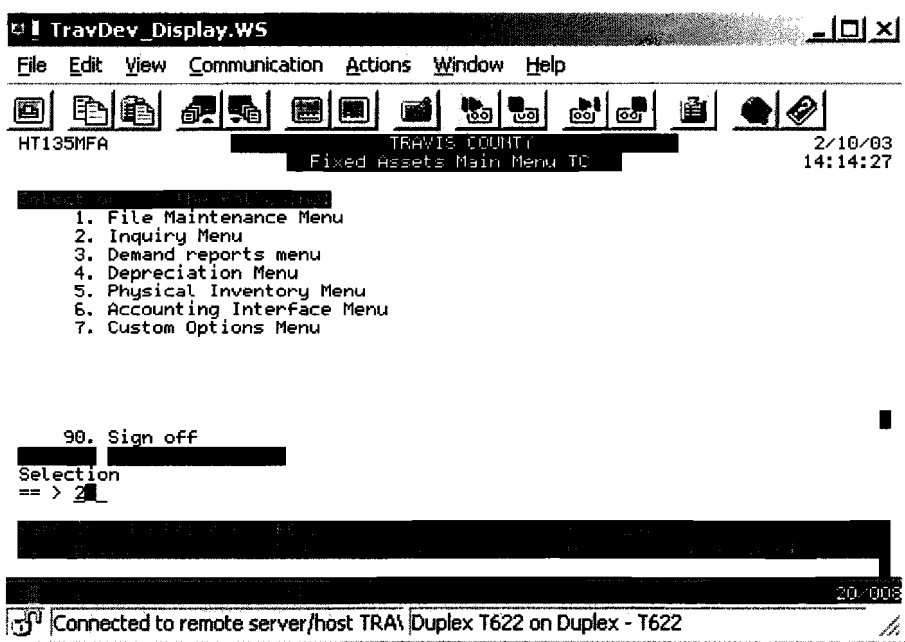 TravDev_Display.WS
File Edit View Communication Actions Window Help
HT135MFA TRAVIS COUNTY 2/10/03
Fixed Assets Main Menu TC 14:14:27
Select
1. File Maintenance Menu
2. Inquiry Menu
3. Demand reports menu
4. Depreciation Menu
5. Physical Inventory Menu
6. Accounting Interface Menu
7. Custom Options Menu
90. Sign off
Selection
== > 2
20/008
Connected to remote server/host TRAV Duplex T622 on Duplex - T622